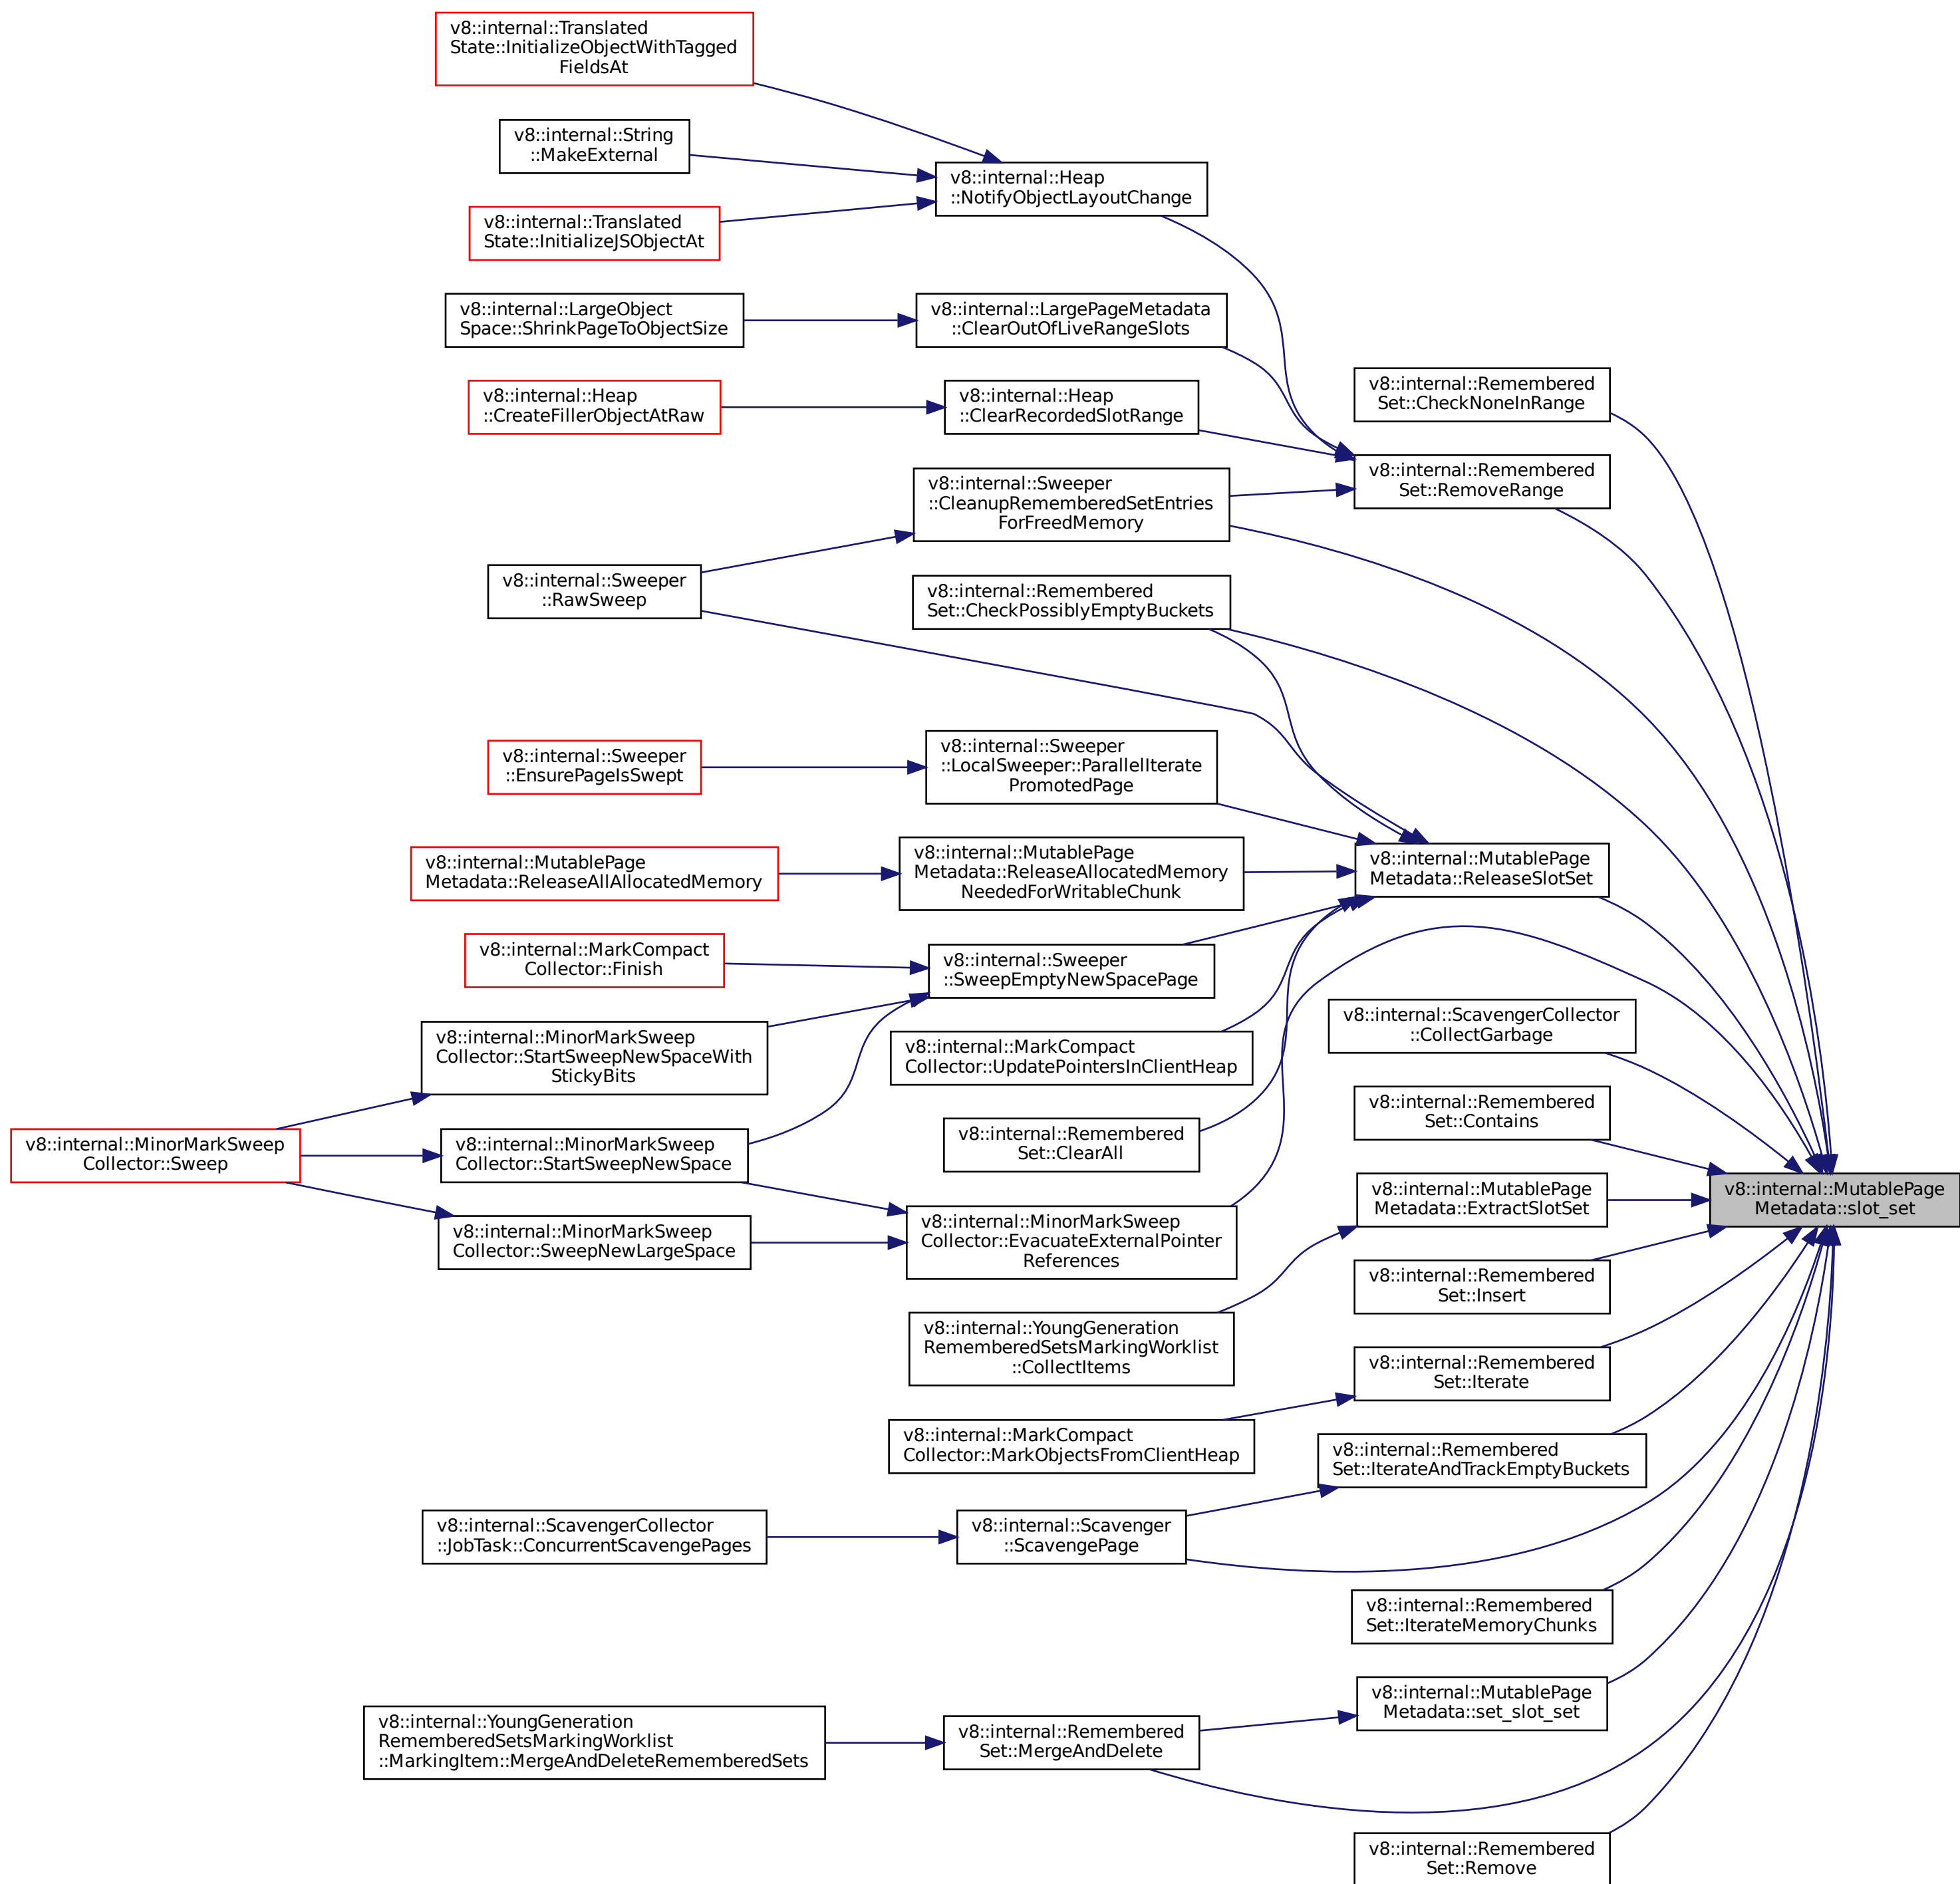 v8::internal::Translated
State::InitializeObjectWithTagged
FieldsAt
v8::internal::String
::MakeExternal
v8::internal::Heap
::NotifyObjectLayoutChange
v8::internal::Translated
State::InitializeJSObjectAt
v8::internal::LargeObject
Space::ShrinkPageToObjectSize
v8::internal::LargePageMetadata
::ClearOutOfLiveRangeSlots
v8::internal::Remembered
Set::CheckNoneInRange
v8::internal::Heap
::CreateFillerObjectAtRaw
v8::internal::Heap
::ClearRecordedSlotRange
v8::internal::Remembered
Set::RemoveRange
v8::internal::Sweeper
::CleanupRememberedSetEntries
ForFreedMemory
v8::internal::Sweeper
::RawSweep
v8::internal::Remembered
Set::CheckPossiblyEmptyBuckets
v8::internal::Sweeper
::EnsurePageIsSwept
v8::internal::Sweeper
::LocalSweeper::ParallelIterate
PromotedPage
v8::internal::MutablePage
Metadata::ReleaseAllAllocatedMemory
v8::internal::MutablePage
Metadata::ReleaseAllocatedMemory
NeededForWritableChunk
v8::internal::MutablePage
Metadata::ReleaseSlotSet
v8::internal::MarkCompact
Collector::Finish
v8::internal::Sweeper
::SweepEmptyNewSpacePage
v8::internal::ScavengerCollector
::CollectGarbage
v8::internal::MinorMarkSweep
Collector::StartSweepNewSpaceWith
StickyBits
v8::internal::MarkCompact
Collector::UpdatePointersInClientHeap
v8::internal::Remembered
Set::Contains
v8::internal::MinorMarkSweep
Collector::Sweep
v8::internal::MinorMarkSweep
Collector::StartSweepNewSpace
v8::internal::Remembered
Set::ClearAll
v8::internal::MutablePage
Metadata::ExtractSlotSet
v8::internal::MutablePage
Metadata::slot_set
v8::internal::MinorMarkSweep
Collector::SweepNewLargeSpace
v8::internal::MinorMarkSweep
Collector::EvacuateExternalPointer
References
v8::internal::Remembered
Set::Insert
v8::internal::YoungGeneration
RememberedSetsMarkingWorklist
::CollectItems
v8::internal::Remembered
Set::Iterate
v8::internal::MarkCompact
Collector::MarkObjectsFromClientHeap
v8::internal::Remembered
Set::IterateAndTrackEmptyBuckets
v8::internal::ScavengerCollector
::JobTask::ConcurrentScavengePages
v8::internal::Scavenger
::ScavengePage
v8::internal::Remembered
Set::IterateMemoryChunks
v8::internal::MutablePage
Metadata::set_slot_set
v8::internal::YoungGeneration
RememberedSetsMarkingWorklist
::MarkingItem::MergeAndDeleteRememberedSets
v8::internal::Remembered
Set::MergeAndDelete
v8::internal::Remembered
Set::Remove